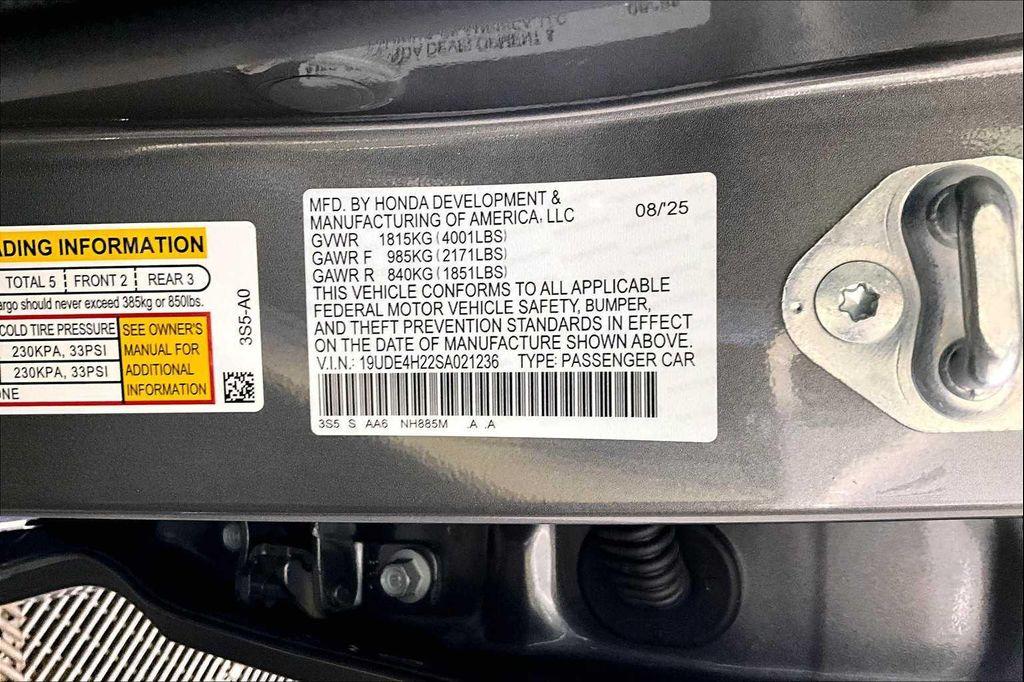 ADING INFORMATION
TOTAL 5 FRONT 2 REAR 3
argo should never exceed 385kg or 850lbs.
COLD TIRE PRESSURE
230KPA, 33PSI
230KPA, 33PSI
ONE
SEE OWNER'S
MANUAL FOR
ADDITIONAL
INFORMATION
3S5-A0
MFD. BY HONDA DEVELOPMENT &
MANUFACTURING OF AMERICA, LLC 08/'25
GVWR 1815KG (4001LBS)
GAWR F 985KG (2171LBS)
GAWR R 840KG (1851LBS)
THIS VEHICLE CONFORMS TO ALL APPLICABLE
FEDERAL MOTOR VEHICLE SAFETY, BUMPER,
AND THEFT PREVENTION STANDARDS IN EFFECT
ON THE DATE OF MANUFACTURE SHOWN ABOVE.
V.I.N.: 19UDE4H22SA021236 TYPE: PASSENGER CAR
3S5 S AA6 NH885M .A .A